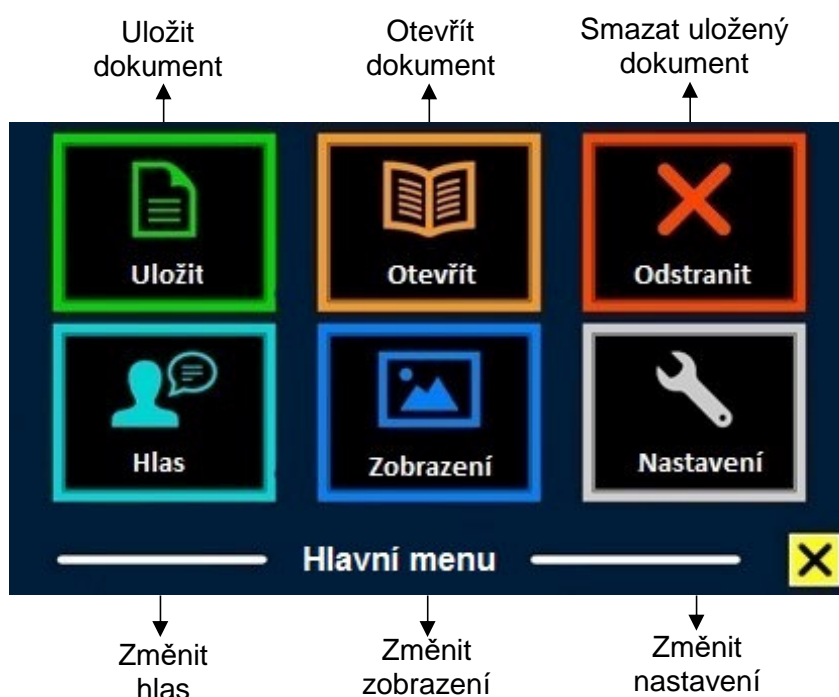 Uložit
dokument
Otevřít
dokument
Smazat uložený
dokument
Uložit
Otevřít
Odstranit
Hlas
Zobrazení
Nastavení
Hlavní menu
Změnit
hlas
Změnit
zobrazení
Změnit
nastavení